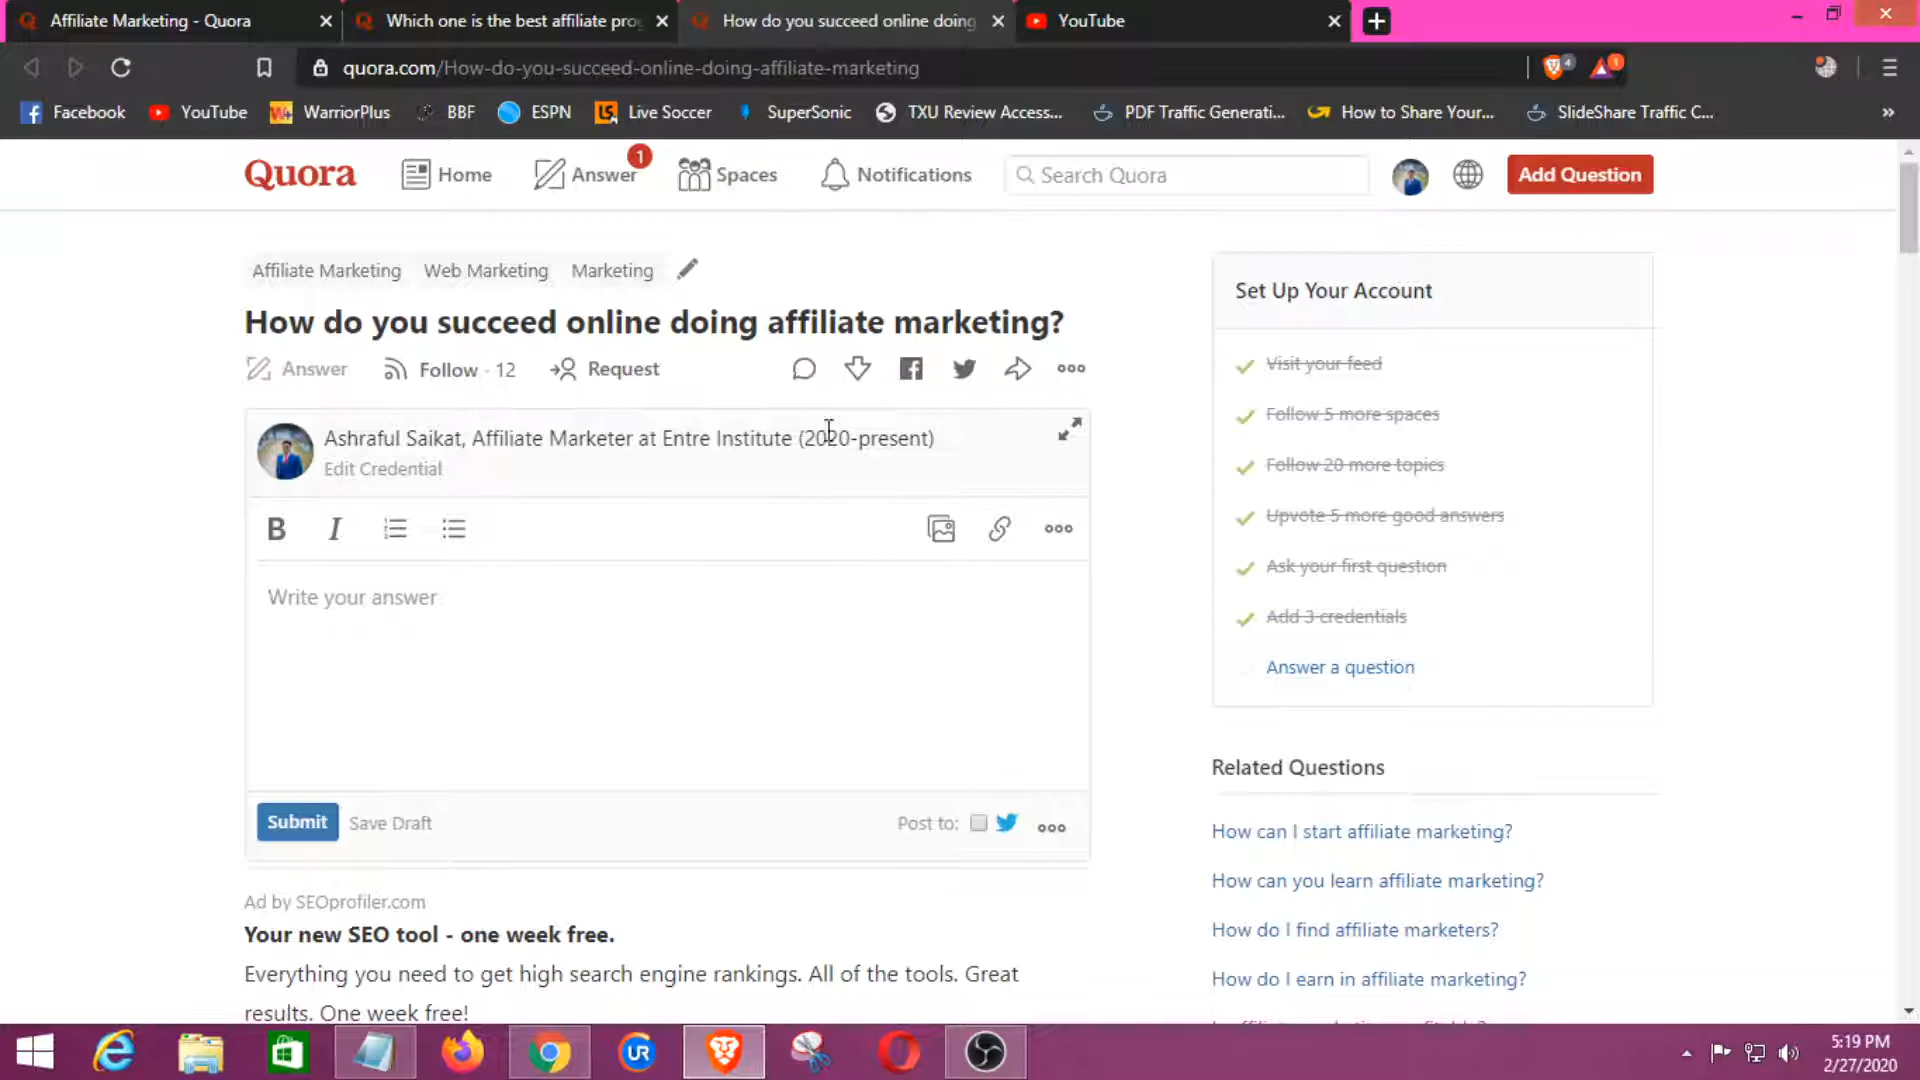 Affiliate Marketing - Quora
Which one is the best affiliate pro
How do you succeed online doing
YouTube
quora.com/How-do-you-succeed-online-doing-affiliate-marketing
4
1
Facebook
YouTube
WarriorPlus
BBF
ESPN
Live Soccer
SuperSonic
TXU Review Access...
PDF Traffic Generati...
How to Share Your...
SlideShare Traffic C...
Quora
Home
Answer
1
Spaces
Notifications
Search Quora
Add Question
Affiliate Marketing
Web Marketing
Marketing
How do you succeed online doing affiliate marketing?
Answer
Follow · 12
Request
Ashraful Saikat, Affiliate Marketer at Entre Institute (2020-present)
Edit Credential
B
I
Write your answer
Submit
Save Draft
Post to:
Ad by SEOprofiler.com
Your new SEO tool - one week free.
Everything you need to get high search engine rankings. All of the tools. Great
results. One week free!
Set Up Your Account
Visit your feed
Follow 5 more spaces
Follow 20 more topics
Upvote 5 more good answers
Ask your first question
Add 3 credentials
Answer a question
Related Questions
How can I start affiliate marketing?
How can you learn affiliate marketing?
How do I find affiliate marketers?
How do I earn in affiliate marketing?
UR
5:19 PM
2/27/2020